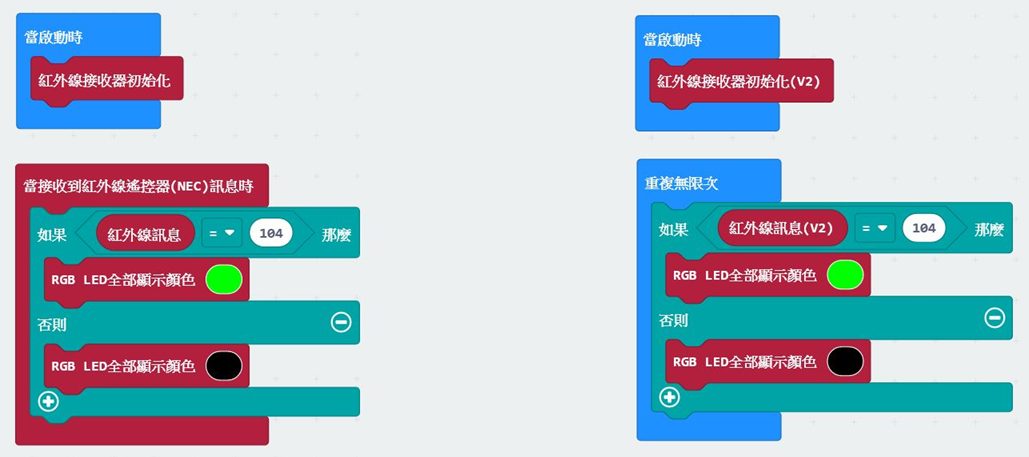 當啟動時
紅外線接收器初始化
當接收到紅外線遙控器(NEC)訊息時
如果 紅外線訊息 = 104 那麼
RGB LED全部顯示顏色
否則
RGB LED全部顯示顏色
當啟動時
紅外線接收器初始化(V2)
重複無限次
如果 紅外線訊息(V2) = 104 那麼
RGB LED全部顯示顏色
否則
RGB LED全部顯示顏色